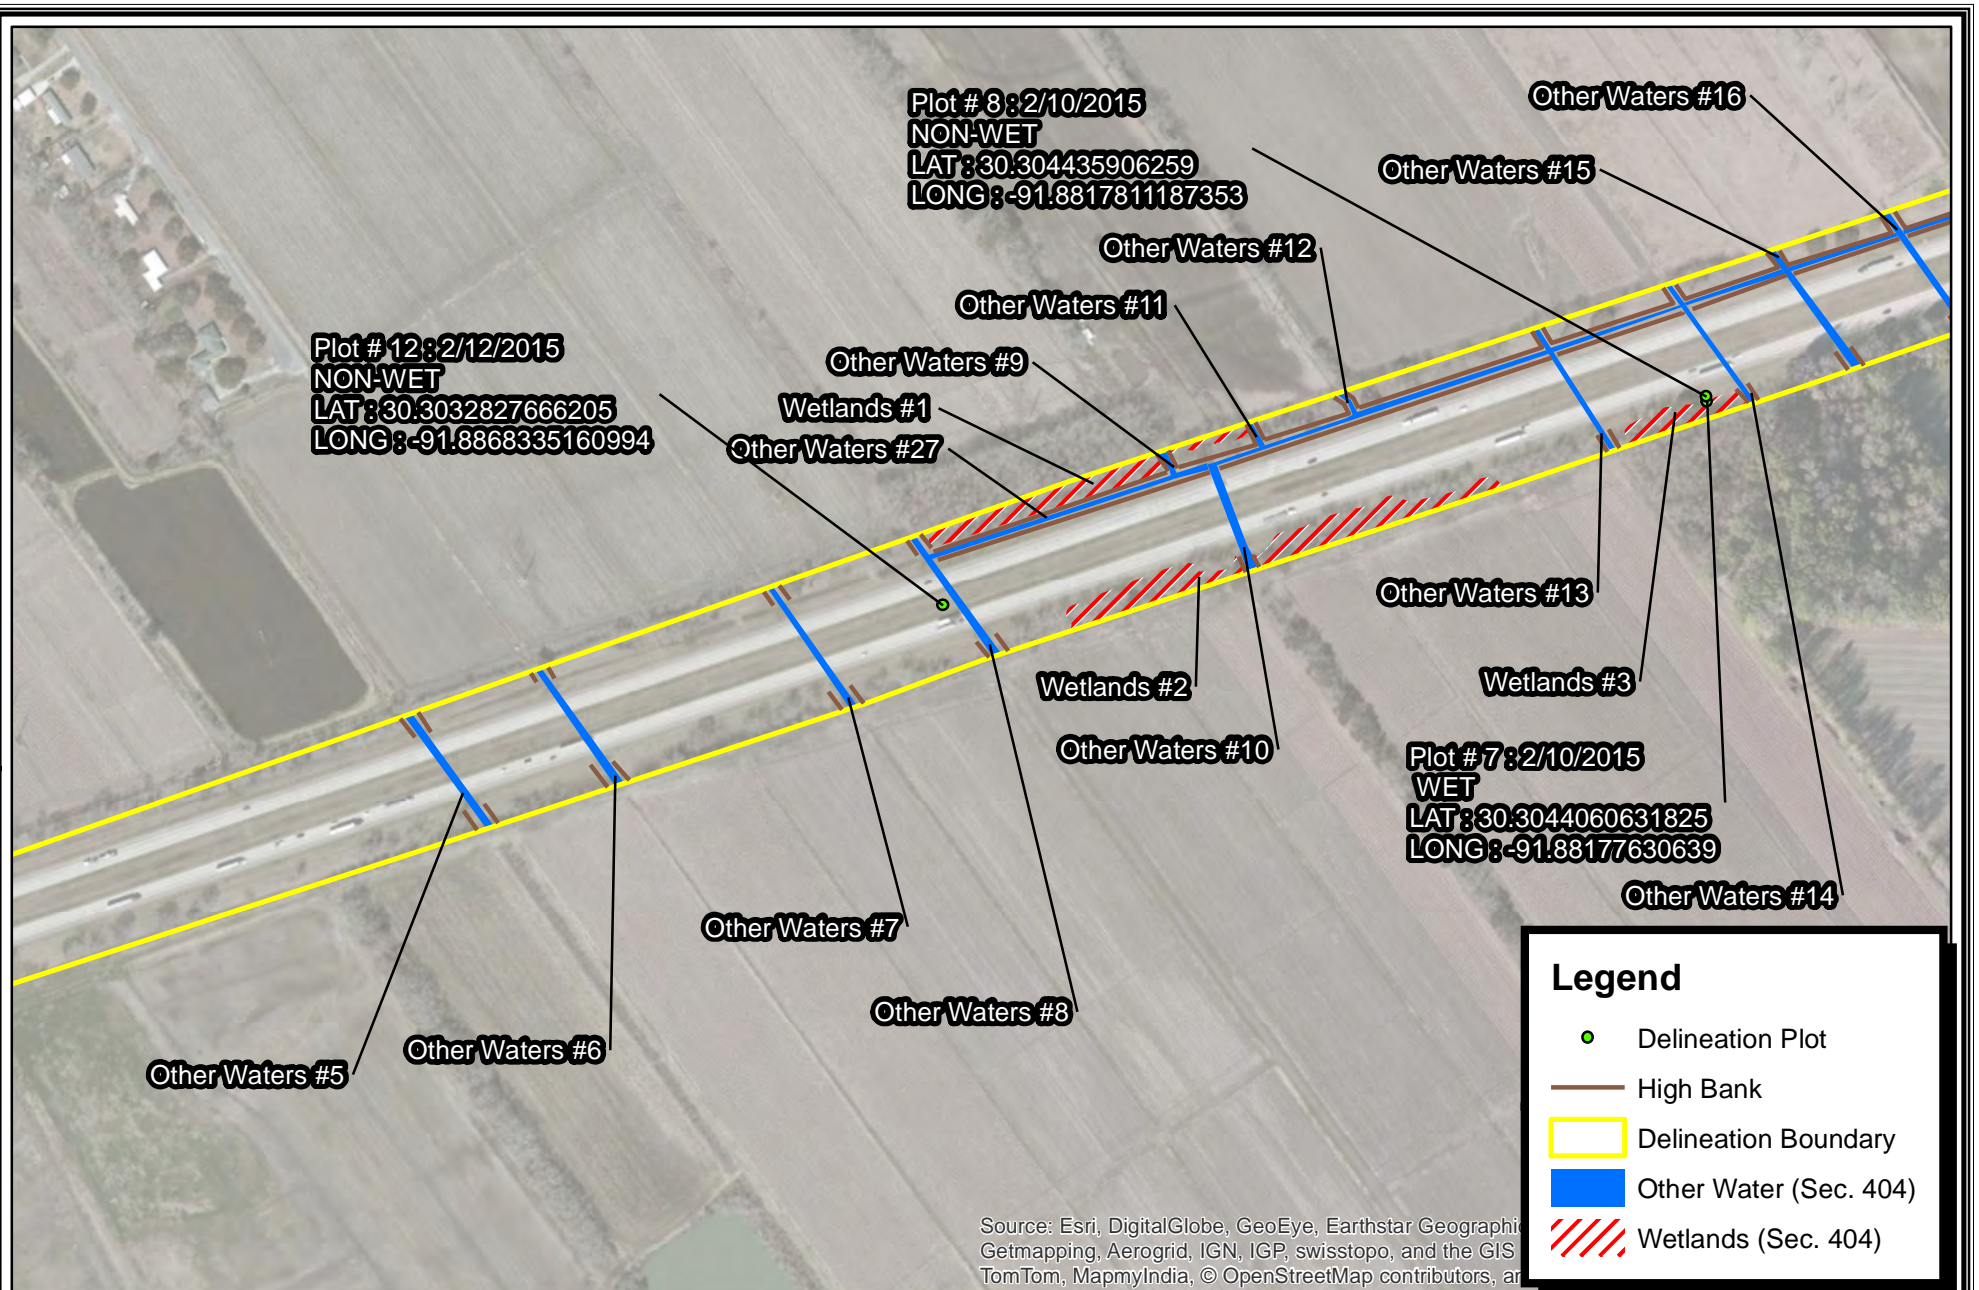 Plot # 8 : 2/10/2015
NON-WET
LAT : 30.304435906259
LONG : -91.8817811187353
Other Waters #16
Other Waters #15
Other Waters #12
Other Waters #11
Plot # 12 : 2/12/2015
NON-WET
LAT : 30.3032827666205
LONG : -91.8868335160994
Other Waters #9
Wetlands #1
Other Waters #27
Other Waters #13
Wetlands #2
Wetlands #3
Other Waters #10
Plot # 7 : 2/10/2015
WET
LAT : 30.3044060631825
LONG : -91.88177630639
Other Waters #14
Other Waters #7
Other Waters #8
Other Waters #6
Other Waters #5
Legend
Delineation Plot
High Bank
Delineation Boundary
Other Water (Sec. 404)
Wetlands (Sec. 404)
Source: Esri, DigitalGlobe, GeoEye, Earthstar Geographic
Getmapping, Aerogrid, IGN, IGP, swisstopo, and the GIS
TomTom, MapmyIndia, © OpenStreetMap contributors, an